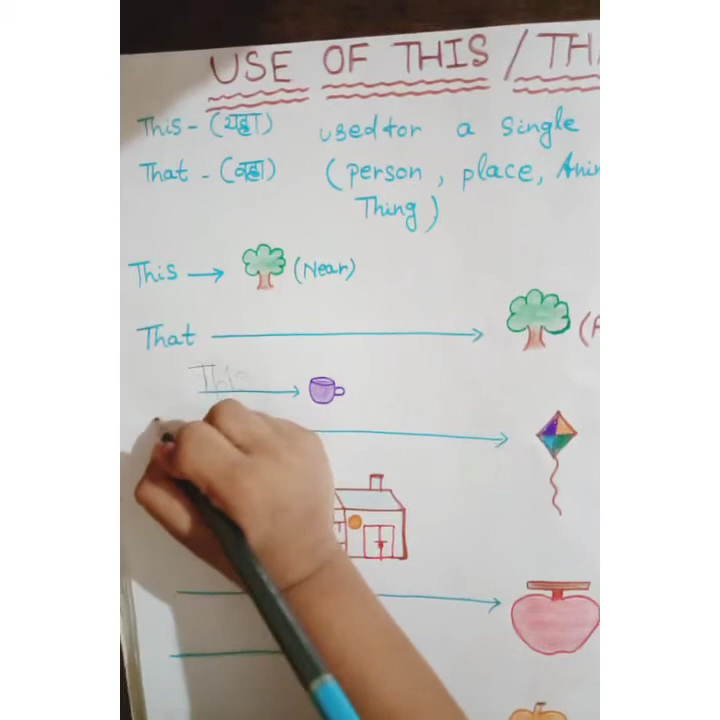 USE OF THIS / TH
This - (यह) used for a single
That - (वह) (person, place, Ani
Thing)
This → (Near)
That
This